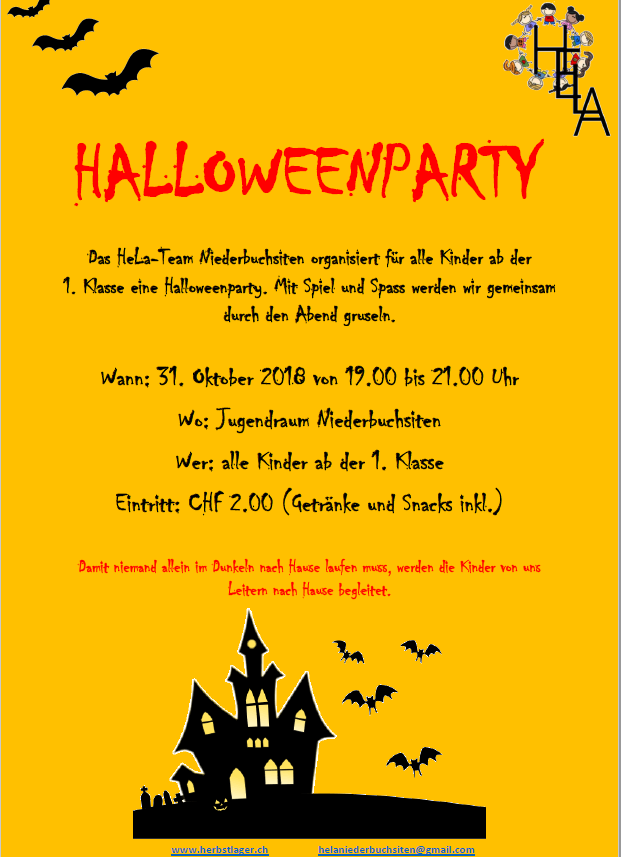 HELA
HALLOWEENPARTY
Das HeLa-Team Niederbuchsiten organisiert für alle Kinder ab der
1. Klasse eine Halloweenparty. Mit Spiel und Spass werden wir gemeinsam
durch den Abend gruseln.
Wann: 31. Oktober 2018 von 19.00 bis 21.00 Uhr
Wo: Jugendraum Niederbuchsiten
Wer: alle Kinder ab der 1. Klasse
Eintritt: CHF 2.00 (Getränke und Snacks inkl.)
Damit niemand allein im Dunkeln nach Hause laufen muss, werden die Kinder von uns
Leitern nach Hause begleitet.
www.herbstlager.ch helaniederbuchsiten@gmail.com